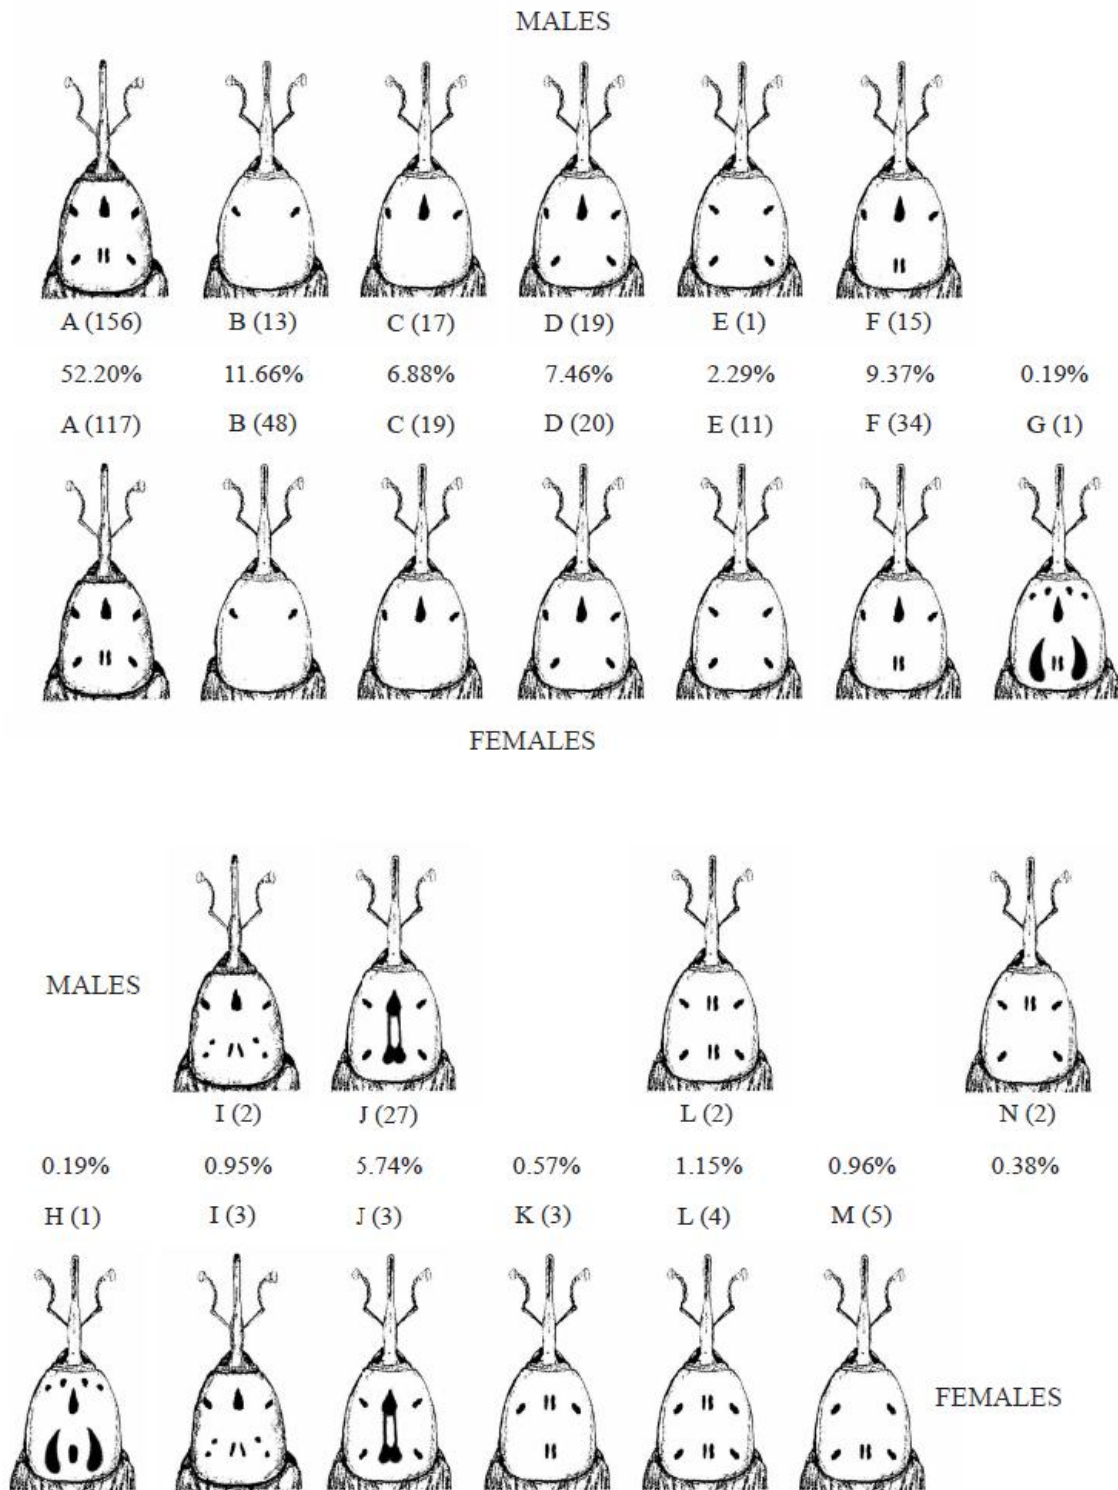 MALES
A (156) B (13) C (17) D (19) E (1) F (15)
52.20% 11.66% 6.88% 7.46% 2.29% 9.37% 0.19%
A (117) B (48) C (19) D (20) E (11) F (34) G (1)
FEMALES
MALES
I (2) J (27) L (2) N (2)
0.19% 0.95% 5.74% 0.57% 1.15% 0.96% 0.38%
H (1) I (3) J (3) K (3) L (4) M (5)
FEMALES